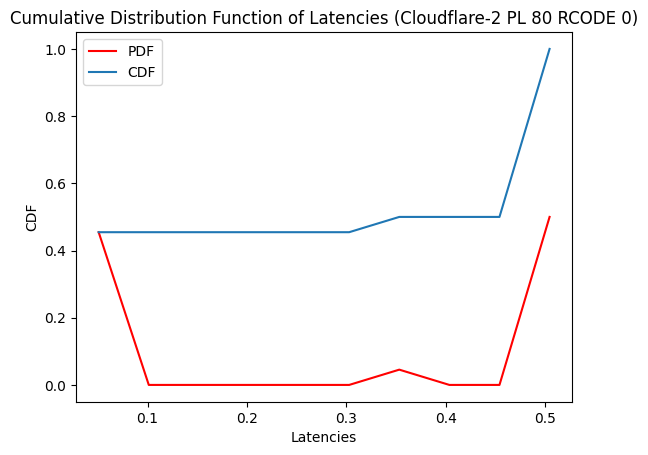 Cumulative Distribution Function of Latencies (Cloudflare-2 PL 80 RCODE 0)
PDF
CDF
1.0
0.8
0.6
0.4
0.2
0.0
CDF
0.1 0.2 0.3 0.4 0.5
Latencies